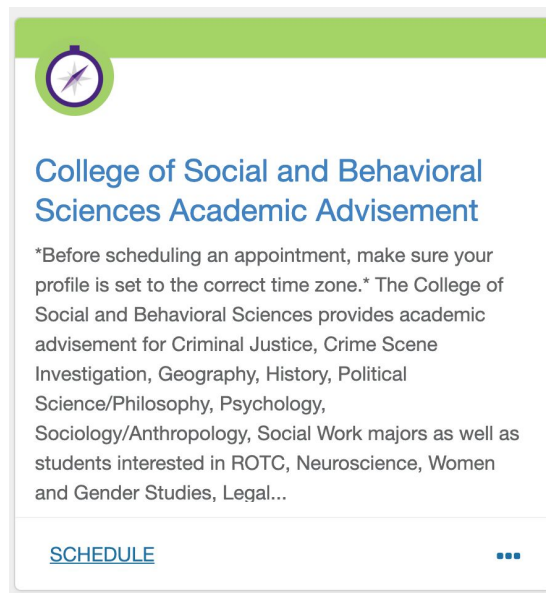 College of Social and Behavioral
Sciences Academic Advisement
*Before scheduling an appointment, make sure your
profile is set to the correct time zone.* The College of
Social and Behavioral Sciences provides academic
advisement for Criminal Justice, Crime Scene
Investigation, Geography, History, Political
Science/Philosophy, Psychology,
Sociology/Anthropology, Social Work majors as well as
students interested in ROTC, Neuroscience, Women
and Gender Studies, Legal...
SCHEDULE